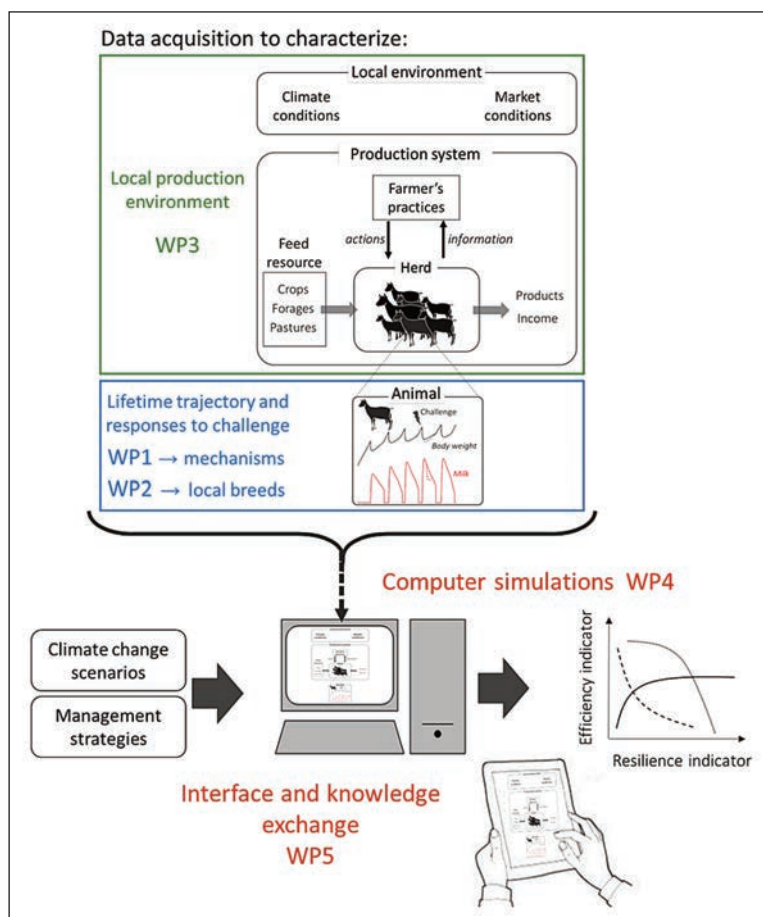 Data acquisition to characterize:
Local environment
Climate
conditions
Market
conditions
Production system
Local production
environment
WP3
Farmer's
practices
actions
information
Feed
resource
Herd
Crops
Forages
Pastures
Products
Income
Lifetime trajectory and
responses to challenge
WP1 → mechanisms
WP2 → local breeds
Animal
Challenge
Body weight
Milk
Computer simulations WP4
Climate change
scenarios
Management
strategies
Efficiency indicator
Resilience indicator
Interface and knowledge
exchange
WP5